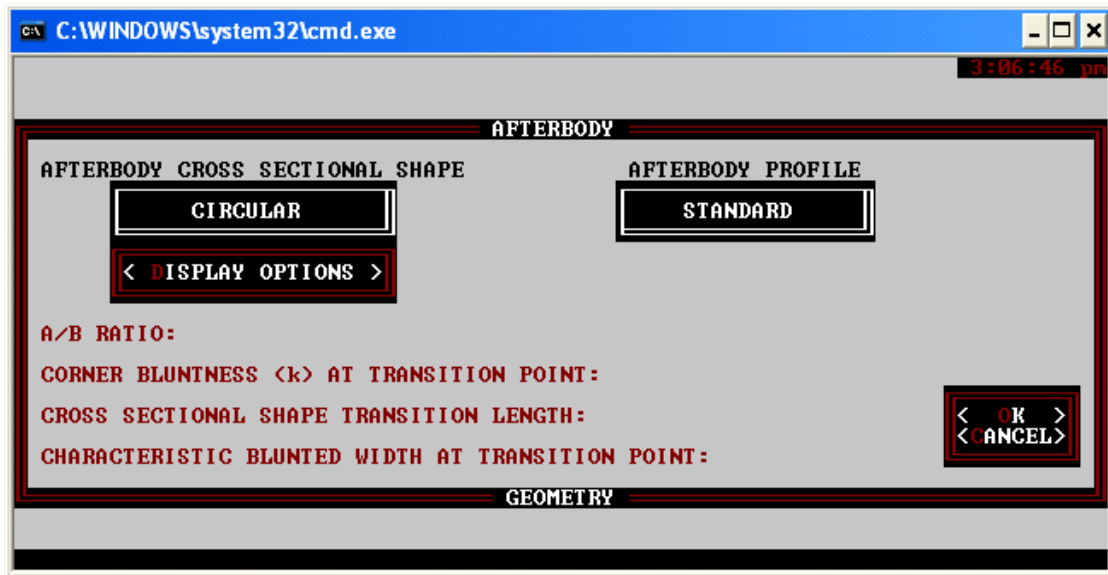 C:\WINDOWS\system32\cmd.exe
3:06:46 pm
AFTERBODY
AFTERBODY CROSS SECTIONAL SHAPE
AFTERBODY PROFILE
CIRCULAR
STANDARD
< DISPLAY OPTIONS >
A/B RATIO:
CORNER BLUNTNESS (k) AT TRANSITION POINT:
CROSS SECTIONAL SHAPE TRANSITION LENGTH:
< OK >
<CANCEL>
CHARACTERISTIC BLUNTED WIDTH AT TRANSITION POINT:
GEOMETRY